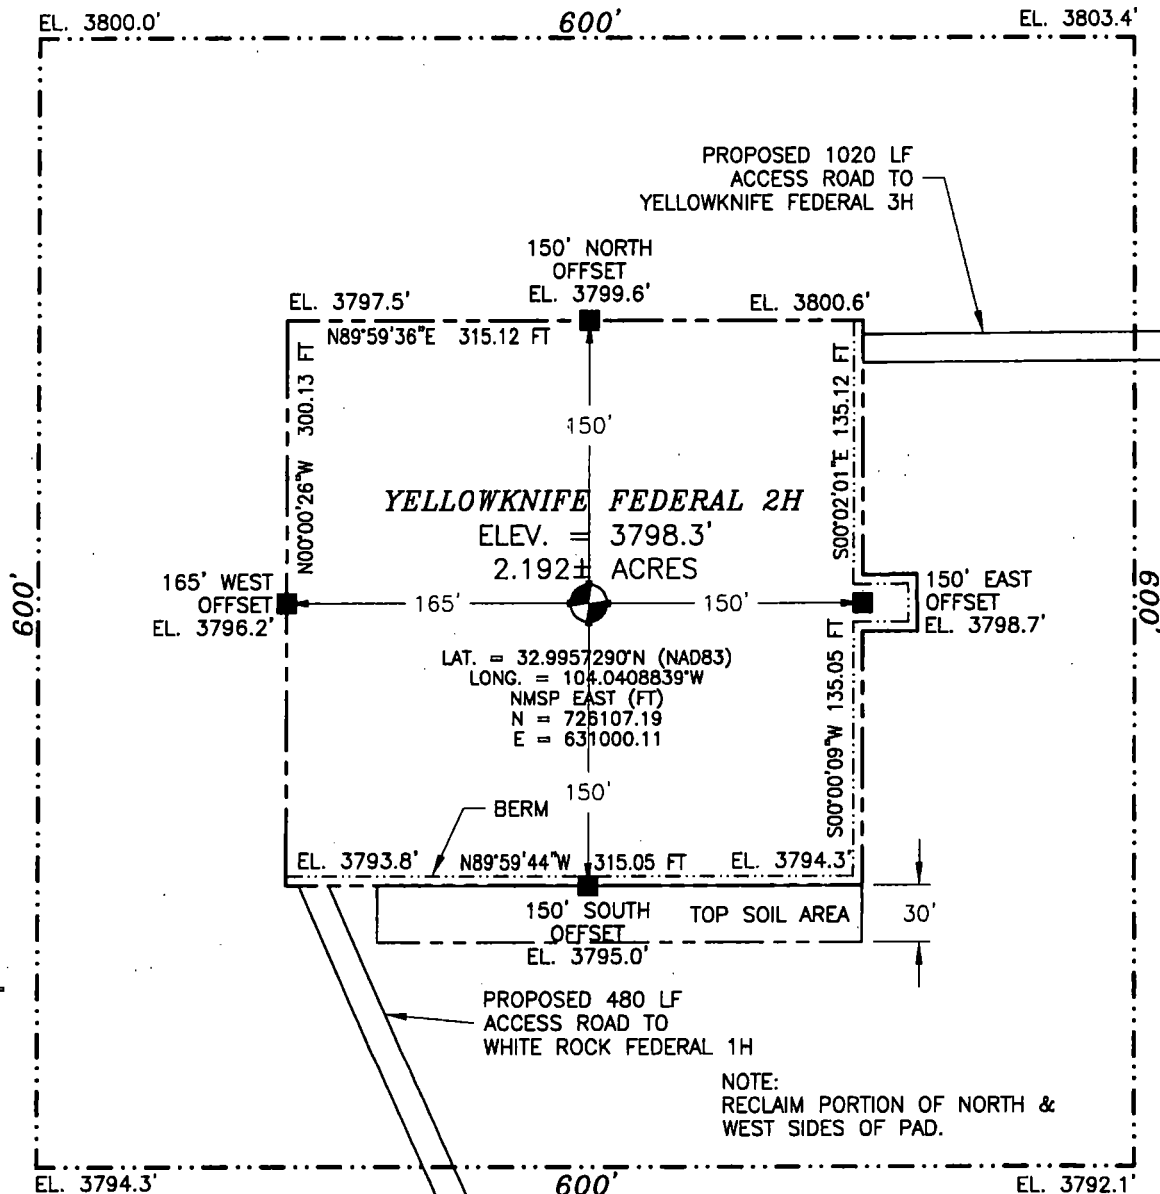 EL. 3800.0'
600'
EL. 3803.4'
PROPOSED 1020 LF
ACCESS ROAD TO
YELLOWKNIFE FEDERAL 3H
150' NORTH
OFFSET
EL. 3799.6'
EL. 3797.5'
EL. 3800.6'
N89°59'36"E 315.12 FT
N00°00'26"W 300.13 FT
S00°02'01"E 135.12 FT
150'
YELLOWKNIFE FEDERAL 2H
ELEV. = 3798.3'
2.192± ACRES
600'
165' WEST
OFFSET
EL. 3796.2'
165'
150'
150' EAST
OFFSET
EL. 3798.7'
600'
LAT. = 32.9957290°N (NAD83)
LONG. = 104.0408839°W
NMSP EAST (FT)
N = 726107.19
E = 631000.11
S00°00'09"W 135.05 FT
150'
BERM
EL. 3793.8'
N89°59'44"W 315.05 FT
EL. 3794.3'
150' SOUTH
OFFSET
EL. 3795.0'
TOP SOIL AREA
30'
PROPOSED 480 LF
ACCESS ROAD TO
WHITE ROCK FEDERAL 1H
NOTE:
RECLAIM PORTION OF NORTH &
WEST SIDES OF PAD.
EL. 3794.3'
600'
EL. 3792.1'